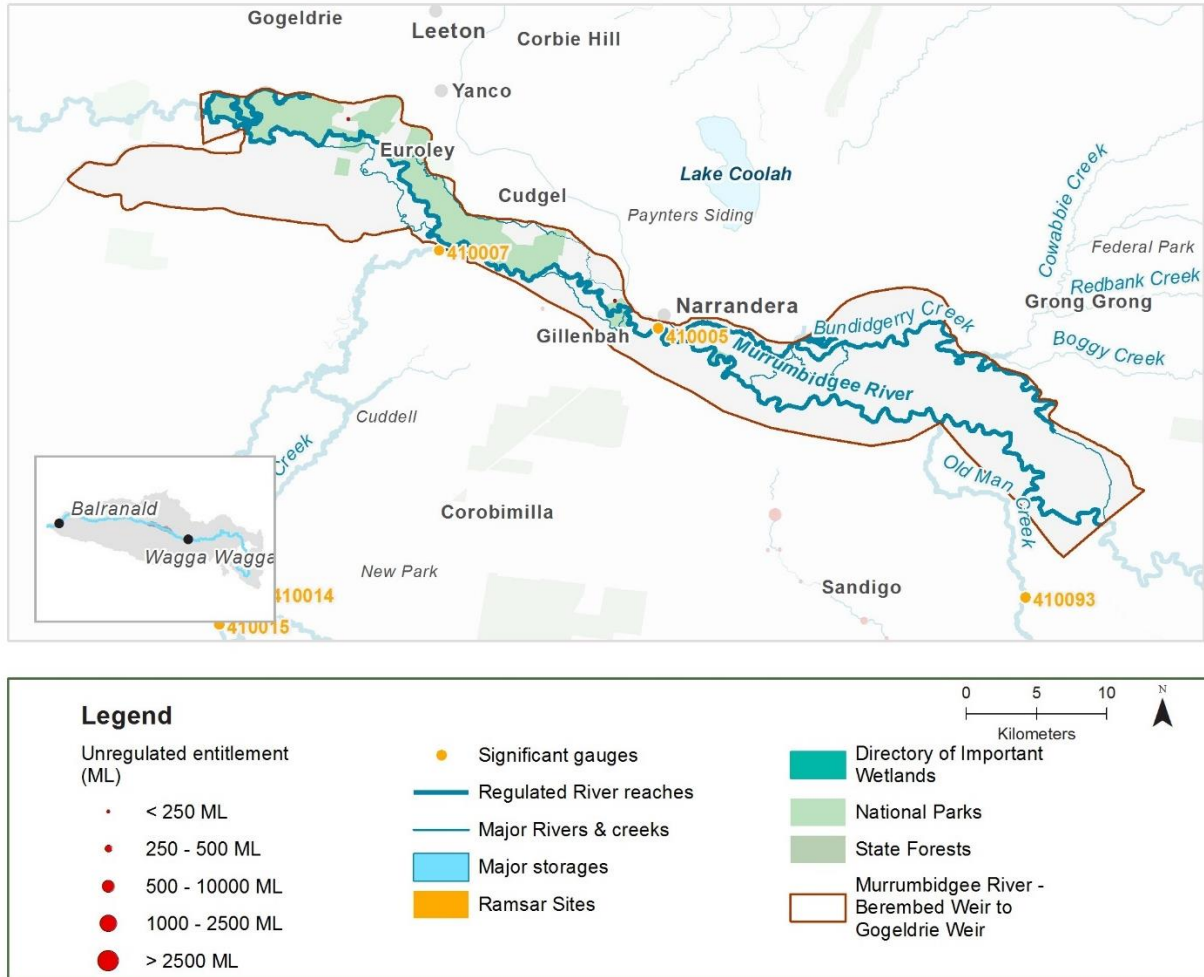 Gogeldrie
Leeton
Corbie Hill
Yanco
Euroley
Lake Coolah
Cudgel
Paynters Siding
Cowabbie Creek
Federal Park
Redbank Creek
Grong Grong
410007
Narrandera
Bundidgerry Creek
Gillenbah
410005
Boggy Creek
Murrumbidgee River
Cuddell
Creek
Old Man Creek
Corobimilla
Balranald
Wagga Wagga
New Park
Sandigo
410014
410093
410015
Legend
0 5 10
Kilometers
N
Unregulated entitlement
(ML)
< 250 ML
250 - 500 ML
500 - 10000 ML
1000 - 2500 ML
> 2500 ML
Significant gauges
Regulated River reaches
Major Rivers & creeks
Major storages
Ramsar Sites
Directory of Important
Wetlands
National Parks
State Forests
Murrumbidgee River -
Berembed Weir to
Gogeldrie Weir